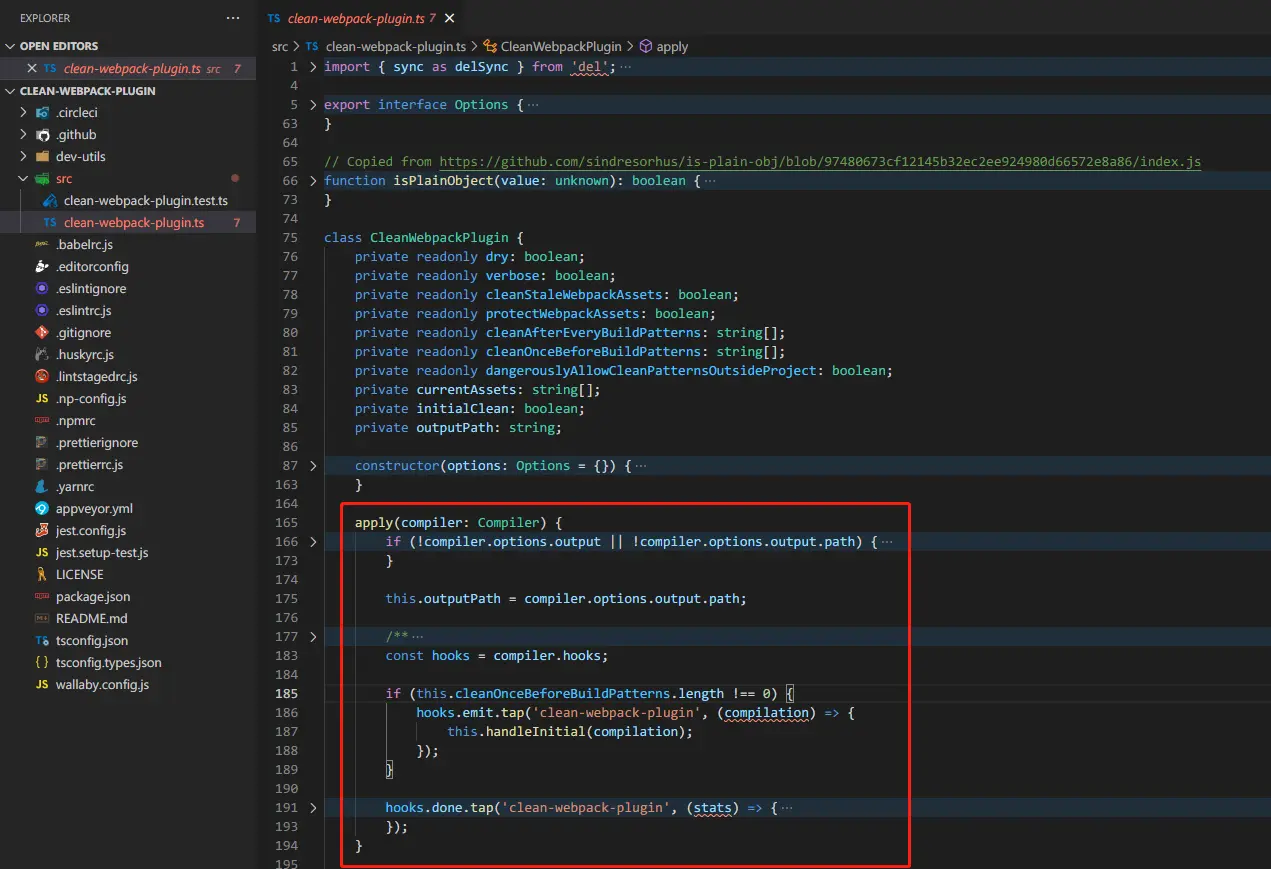 EXPLORER ···
OPEN EDITORS
TS clean-webpack-plugin.ts src 7
CLEAN-WEBPACK-PLUGIN
.circleci
.github
dev-utils
src
clean-webpack-plugin.test.ts
TS clean-webpack-plugin.ts 7
.babelrc.js
.editorconfig
.eslintignore
.eslintrc.js
.gitignore
.huskyrc.js
.lintstagedrc.js
JS .np-config.js
.npmrc
.prettierignore
.prettierrc.js
.yarnrc
appveyor.yml
jest.config.js
JS jest.setup-test.js
LICENSE
package.json
README.md
TS tsconfig.json
{ } tsconfig.types.json
JS wallaby.config.js
TS clean-webpack-plugin.ts 7
src > TS clean-webpack-plugin.ts > CleanWebpackPlugin > apply
1 import { sync as delSync } from 'del'; ···
4
5 export interface Options { ···
63 }
64
65 // Copied from https://github.com/sindresorhus/is-plain-obj/blob/97480673cf12145b32ec2ee924980d66572e8a86/index.js
66 function isPlainObject(value: unknown): boolean { ···
73 }
74
75 class CleanWebpackPlugin {
76 private readonly dry: boolean;
77 private readonly verbose: boolean;
78 private readonly cleanStaleWebpackAssets: boolean;
79 private readonly protectWebpackAssets: boolean;
80 private readonly cleanAfterEveryBuildPatterns: string[];
81 private readonly cleanOnceBeforeBuildPatterns: string[];
82 private readonly dangerouslyAllowCleanPatternsOutsideProject: boolean;
83 private currentAssets: string[];
84 private initialClean: boolean;
85 private outputPath: string;
86
87 constructor(options: Options = {}) { ···
163 }
164
165 apply(compiler: Compiler) {
166 if (!compiler.options.output || !compiler.options.output.path) { ···
173 }
174
175 this.outputPath = compiler.options.output.path;
176
177 /** ···
183 const hooks = compiler.hooks;
184
185 if (this.cleanOnceBeforeBuildPatterns.length !== 0) {
186 hooks.emit.tap('clean-webpack-plugin', (compilation) => {
187 this.handleInitial(compilation);
188 });
189 }
190
191 hooks.done.tap('clean-webpack-plugin', (stats) => { ···
193 });
194 }
195